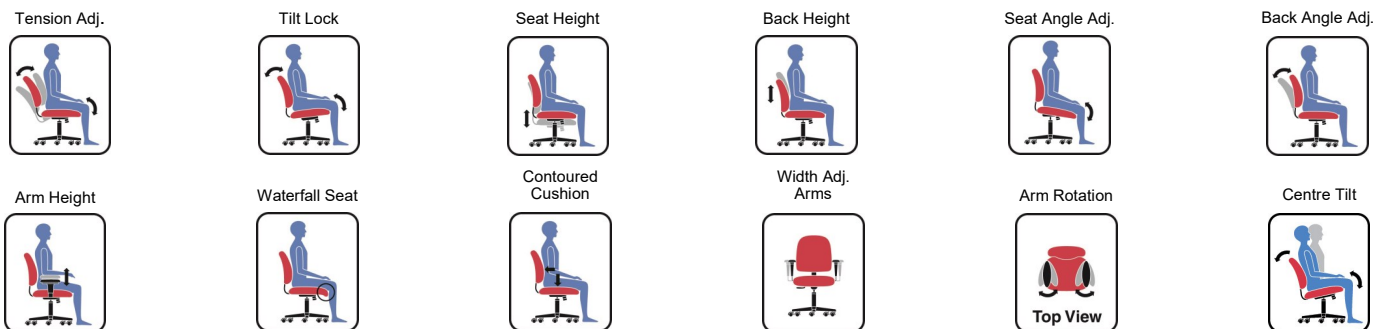 Tension Adj.
Tilt Lock
Seat Height
Back Height
Seat Angle Adj.
Back Angle Adj.
Arm Height
Waterfall Seat
Contoured
Cushion
Width Adj.
Arms
Arm Rotation
Top View
Centre Tilt